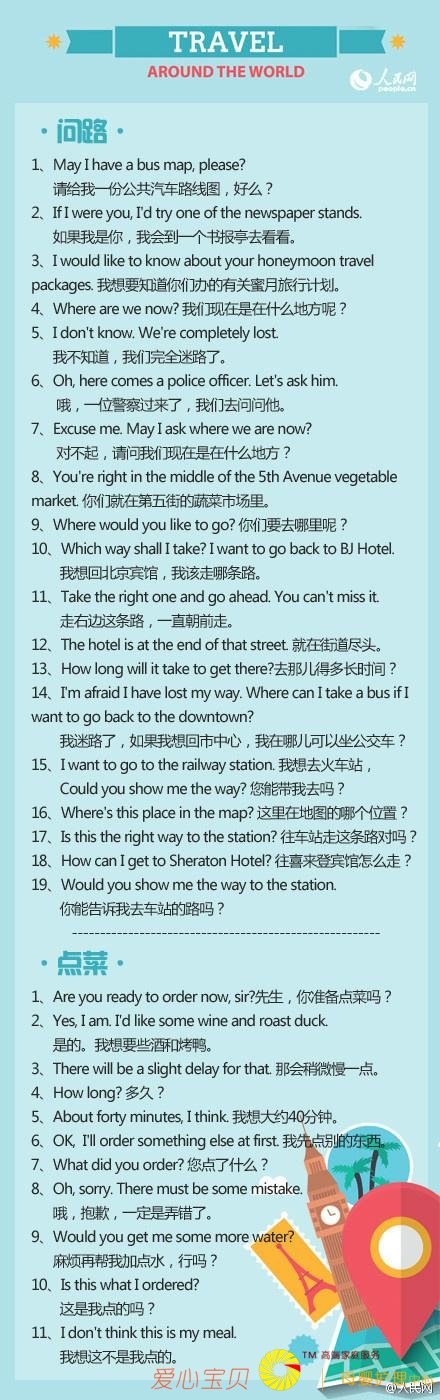 TRAVEL
AROUND THE WORLD
人民网
people.cn
·问路·
1、May I have a bus map, please?
请给我一份公共汽车路线图，好么？
2、If I were you, I'd try one of the newspaper stands.
如果我是你，我会到一个书报亭去看看。
3、I would like to know about your honeymoon travel
packages. 我想要知道你们办的有关蜜月旅行计划。
4、Where are we now? 我们现在是在什么地方呢？
5、I don't know. We're completely lost.
我不知道，我们完全迷路了。
6、Oh, here comes a police officer. Let's ask him.
哦，一位警察过来了，我们去问问他。
7、Excuse me. May I ask where we are now?
对不起，请问我们现在是在什么地方？
8、You're right in the middle of the 5th Avenue vegetable
market. 你们就在第五街的蔬菜市场里。
9、Where would you like to go? 你们要去哪里呢？
10、Which way shall I take? I want to go back to BJ Hotel.
我想回北京宾馆，我该走哪条路。
11、Take the right one and go ahead. You can't miss it.
走右边这条路，一直朝前走。
12、The hotel is at the end of that street. 就在街道尽头。
13、How long will it take to get there?去那儿得多长时间？
14、I'm afraid I have lost my way. Where can I take a bus if I
want to go back to the downtown?
我迷路了，如果我想回市中心，我在哪儿可以坐公交车？
15、I want to go to the railway station. 我想去火车站，
Could you show me the way? 您能带我去吗？
16、Where's this place in the map? 这里在地图的哪个位置？
17、Is this the right way to the station? 往车站走这条路对吗？
18、How can I get to Sheraton Hotel? 往喜来登宾馆怎么走？
19、Would you show me the way to the station.
你能告诉我去车站的路吗？
·点菜·
1、Are you ready to order now, sir?先生，你准备点菜吗？
2、Yes, I am. I'd like some wine and roast duck.
是的。我想要些酒和烤鸭。
3、There will be a slight delay for that. 那会稍微慢一点。
4、How long? 多久？
5、About forty minutes, I think. 我想大约40分钟。
6、OK, I'll order something else at first. 我先点别的东西。
7、What did you order? 您点了什么？
8、Oh, sorry. There must be some mistake.
哦，抱歉，一定是弄错了。
9、Would you get me some more water?
麻烦再帮我加点水，行吗？
10、Is this what I ordered?
这是我点的吗？
11、I don't think this is my meal.
我想这不是我点的。
爱心宝贝
TM 高端家庭服务
@人民网